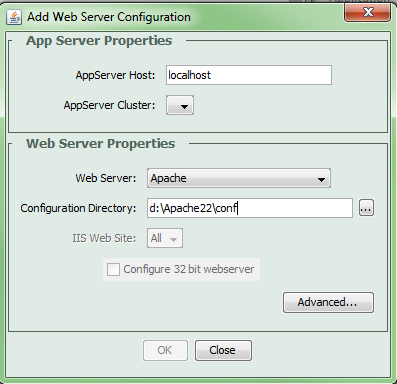 Add Web Server Configuration
App Server Properties
AppServer Host: localhost
AppServer Cluster:
Web Server Properties
Web Server: Apache
Configuration Directory: d:\Apache22\conf ...
IIS Web Site: All
Configure 32 bit webserver
Advanced...
OK Close